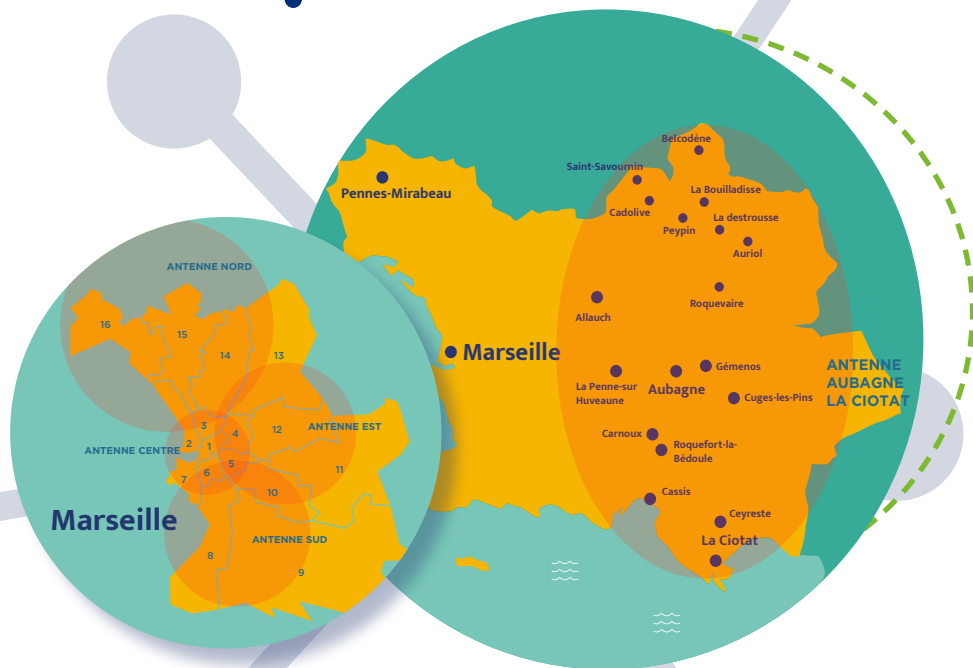 Belcodène
Saint-Savournin
Pennes-Mirabeau
La Bouilladisse
Cadolive
La destrousse
Peypin
Auriol
ANTENNE NORD
Roquevaire
16
15
14
13
Allauch
Marseille
ANTENNE
AUBAGNE
LA CIOTAT
Gémenos
La Penne-sur
Huveaune
Aubagne
Cuges-les-Pins
3
4
12
ANTENNE EST
Carnoux
2
1
ANTENNE CENTRE
Roquefort-la-
Bédoule
5
6
7
11
10
Cassis
Marseille
Ceyreste
ANTENNE SUD
La Ciotat
8
9